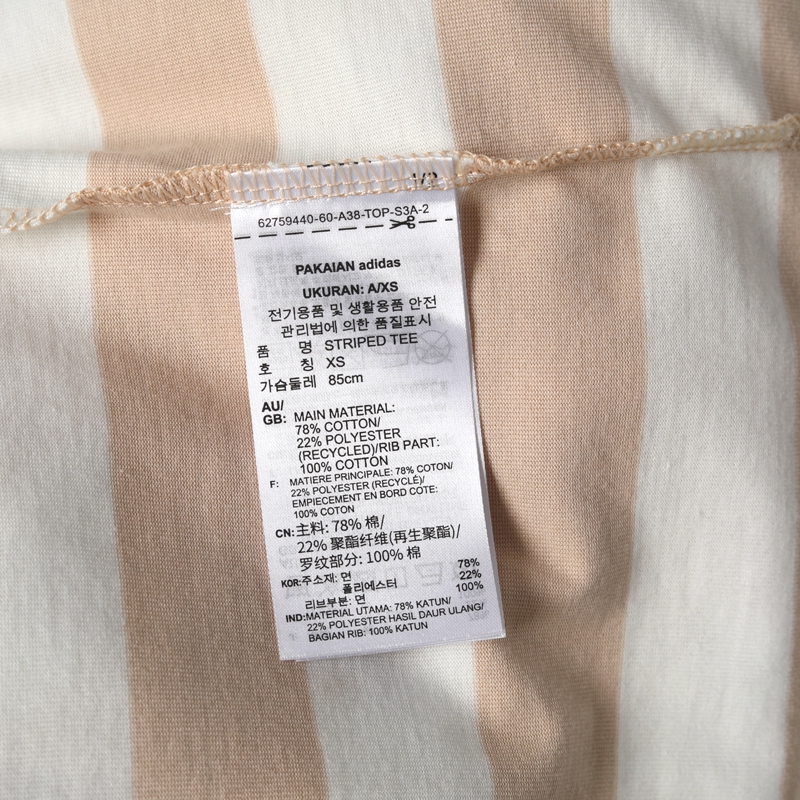 1/2
62759440-60-A38-TOP-S3A-2
PAKAIAN adidas
UKURAN: A/XS
전기용품 및 생활용품 안전
관리법에 의한 품질표시
품 명 STRIPED TEE
호 칭 XS
가슴둘레 85cm
AU/
GB: MAIN MATERIAL:
78% COTTON/
22% POLYESTER
(RECYCLED)/RIB PART:
100% COTTON
F: MATIERE PRINCIPALE: 78% COTON/
22% POLYESTER (RECYCLÉ)/
EMPIECEMENT EN BORD COTE:
100% COTON
CN: 主料: 78% 棉/
22% 聚酯纤维(再生聚酯)/
罗纹部分: 100% 棉
KOR: 주소재: 면 78%
폴리에스터 22%
리브부분: 면 100%
IND: MATERIAL UTAMA: 78% KATUN/
22% POLYESTER HASIL DAUR ULANG/
BAGIAN RIB: 100% KATUN